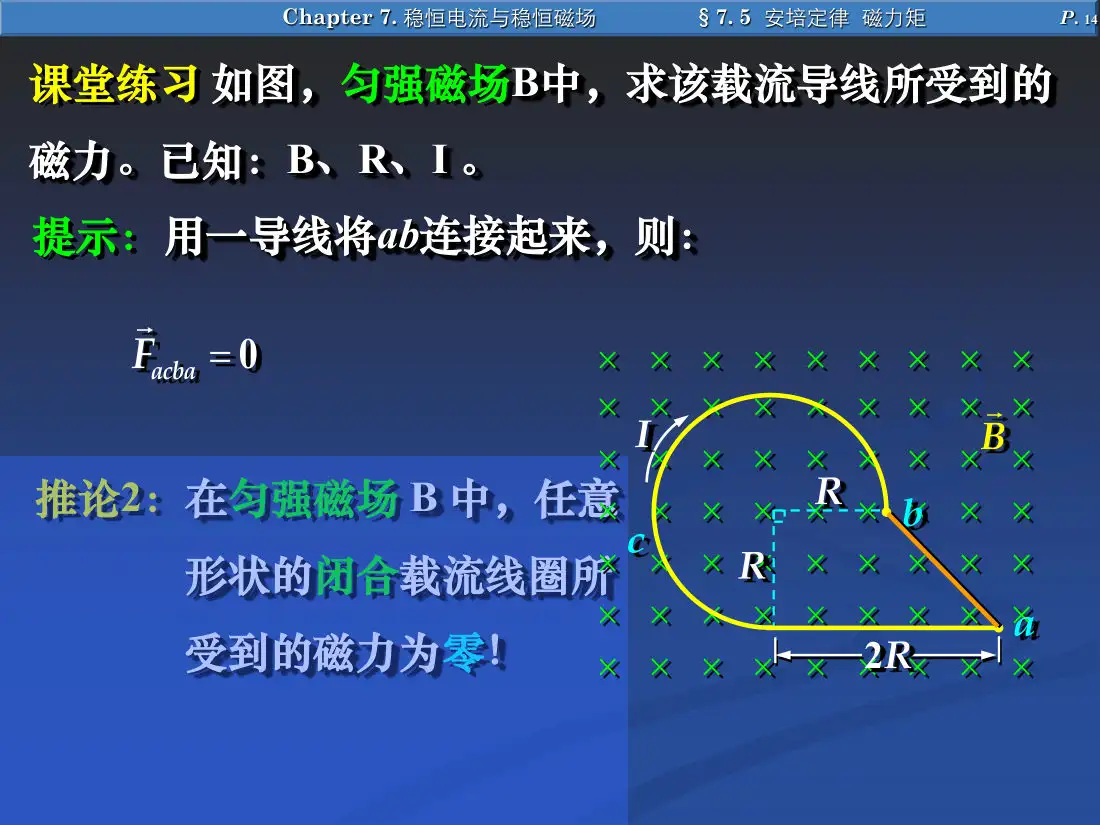 Chapter 7. 稳恒电流与稳恒磁场 §7.5 安培定律 磁力矩 P. 14
课堂练习 如图，匀强磁场B中，求该载流导线所受到的
磁力。已知：B、R、I 。
提示： 用一导线将ab连接起来，则：
F⃗acba = 0
推论2：在匀强磁场 B 中，任意
形状的闭合载流线圈所
受到的磁力为零！
I
B⃗
R
b
c
R
a
2R